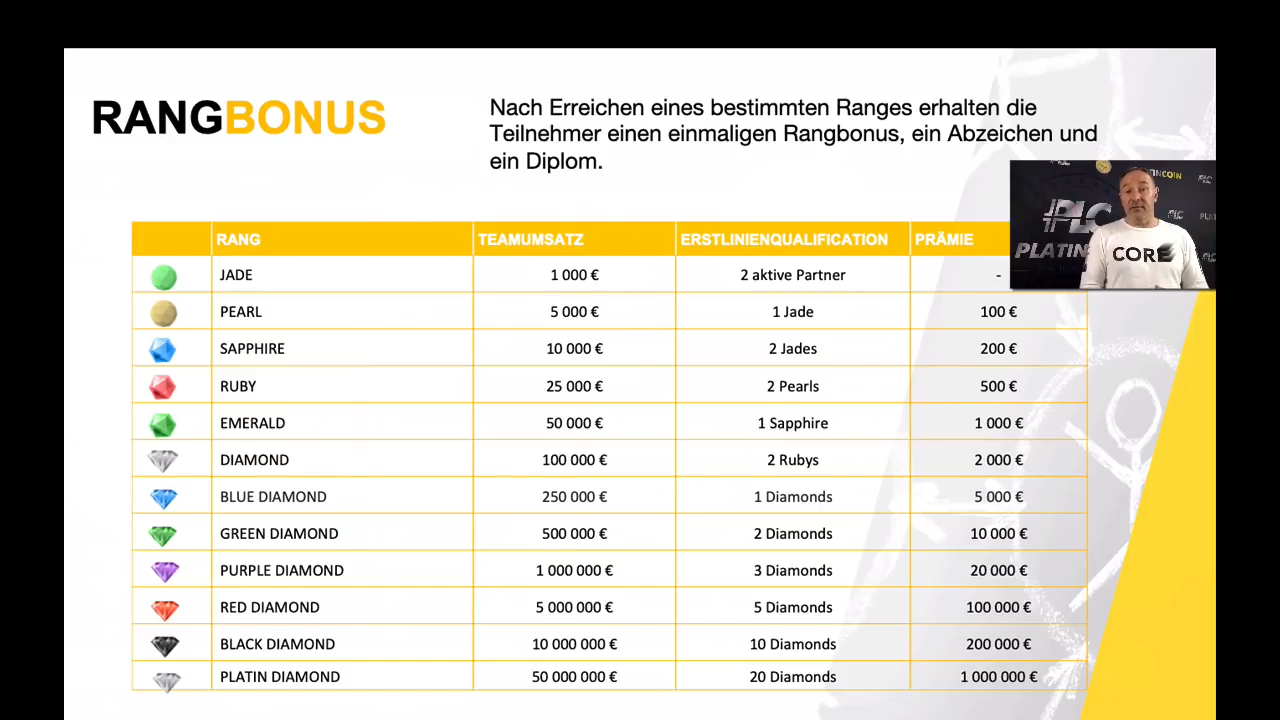 RANGBONUS
Nach Erreichen eines bestimmten Ranges erhalten die
Teilnehmer einen einmaligen Rangbonus, ein Abzeichen und
ein Diplom.
RANG TEAMUMSATZ ERSTLINIENQUALIFICATION PRÄMIE
JADE 1 000 € 2 aktive Partner -
PEARL 5 000 € 1 Jade 100 €
SAPPHIRE 10 000 € 2 Jades 200 €
RUBY 25 000 € 2 Pearls 500 €
EMERALD 50 000 € 1 Sapphire 1 000 €
DIAMOND 100 000 € 2 Rubys 2 000 €
BLUE DIAMOND 250 000 € 1 Diamonds 5 000 €
GREEN DIAMOND 500 000 € 2 Diamonds 10 000 €
PURPLE DIAMOND 1 000 000 € 3 Diamonds 20 000 €
RED DIAMOND 5 000 000 € 5 Diamonds 100 000 €
BLACK DIAMOND 10 000 000 € 10 Diamonds 200 000 €
PLATIN DIAMOND 50 000 000 € 20 Diamonds 1 000 000 €
PLC
PLATIN
CORE